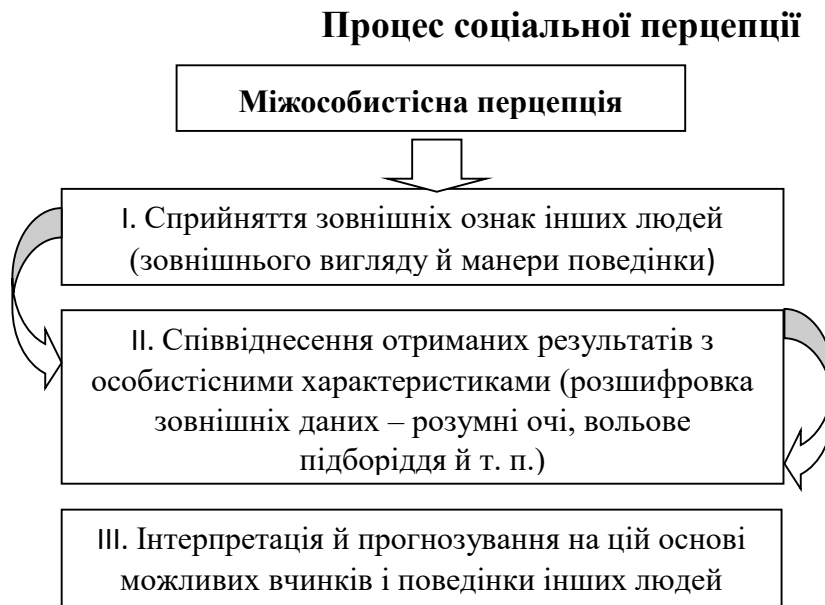 Процес соціальної перцепції
Міжособистісна перцепція
I. Сприйняття зовнішніх ознак інших людей
(зовнішнього вигляду й манери поведінки)
II. Співвіднесення отриманих результатів з
особистісними характеристиками (розшифровка
зовнішніх даних – розумні очі, вольове
підборіддя й т. п.)
III. Інтерпретація й прогнозування на цій основі
можливих вчинків і поведінки інших людей